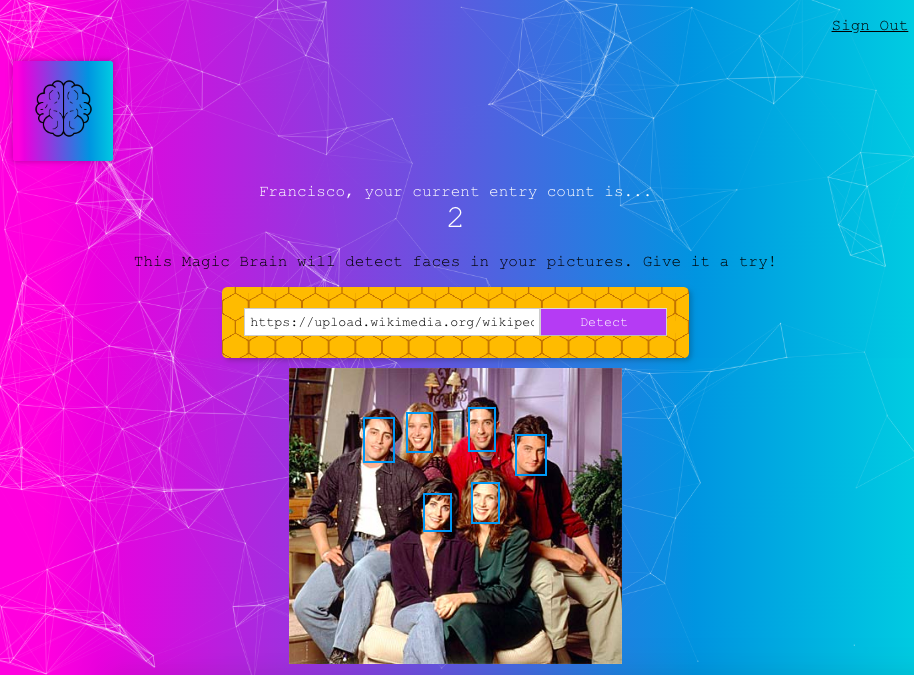 Sign Out
Francisco, your current entry count is...
2
This Magic Brain will detect faces in your pictures. Give it a try!
https://upload.wikimedia.org/wikiped Detect